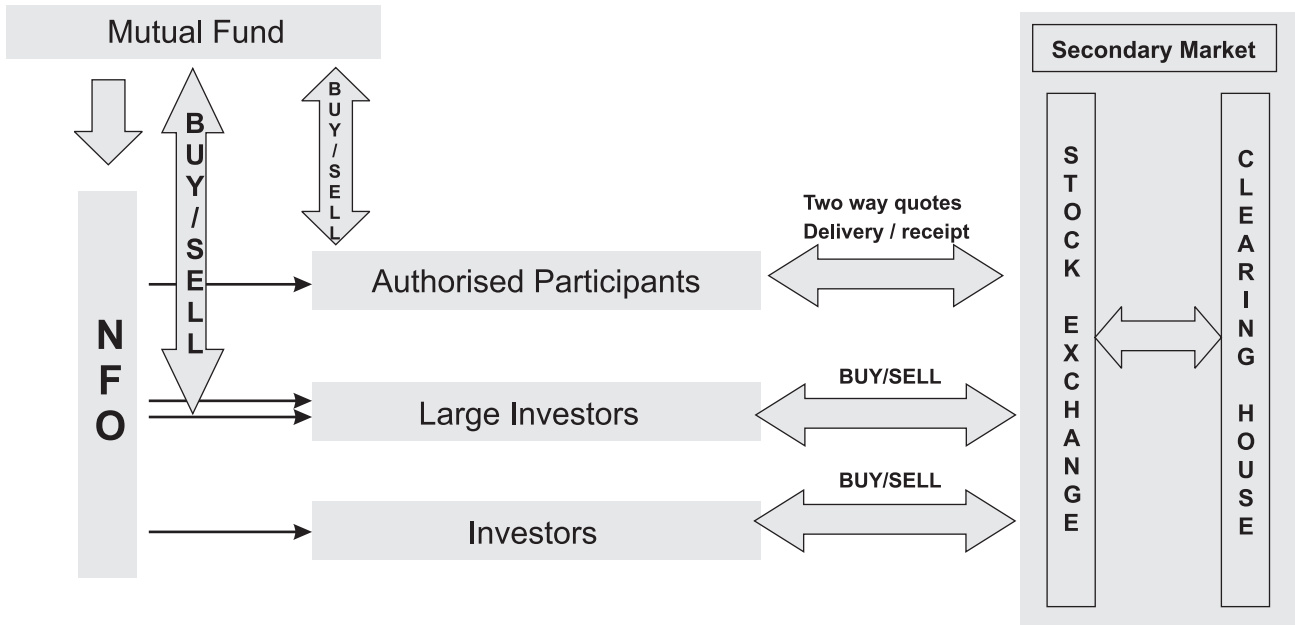 Mutual Fund
Secondary Market
BUY/SELL
BUY/SELL
NFO
Two way quotes
Delivery / receipt
Authorised Participants
BUY/SELL
Large Investors
BUY/SELL
Investors
STOCK EXCHANGE
CLEARING HOUSE